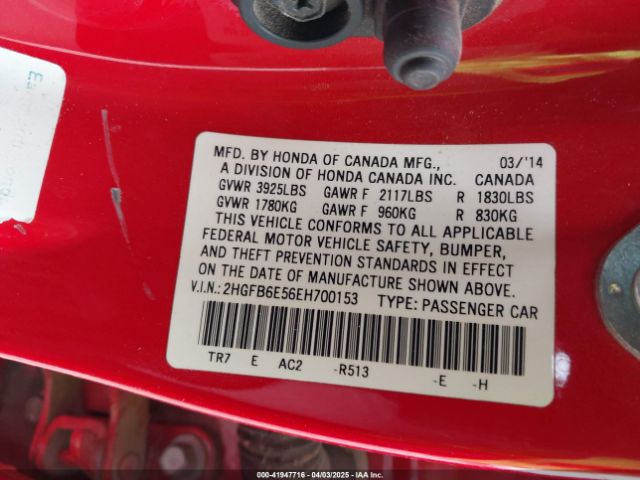 MFD. BY HONDA OF CANADA MFG., 03/'14
A DIVISION OF HONDA CANADA INC. CANADA
GVWR 3925LBS GAWR F 2117LBS R 1830LBS
GVWR 1780KG GAWR F 960KG R 830KG
THIS VEHICLE CONFORMS TO ALL APPLICABLE
FEDERAL MOTOR VEHICLE SAFETY, BUMPER,
AND THEFT PREVENTION STANDARDS IN EFFECT
ON THE DATE OF MANUFACTURE SHOWN ABOVE.
V.I.N.: 2HGFB6E56EH700153 TYPE: PASSENGER CAR
TR7 E AC2 -R513 -E -H
000-41947716 - 04/03/2025 - IAA Inc.